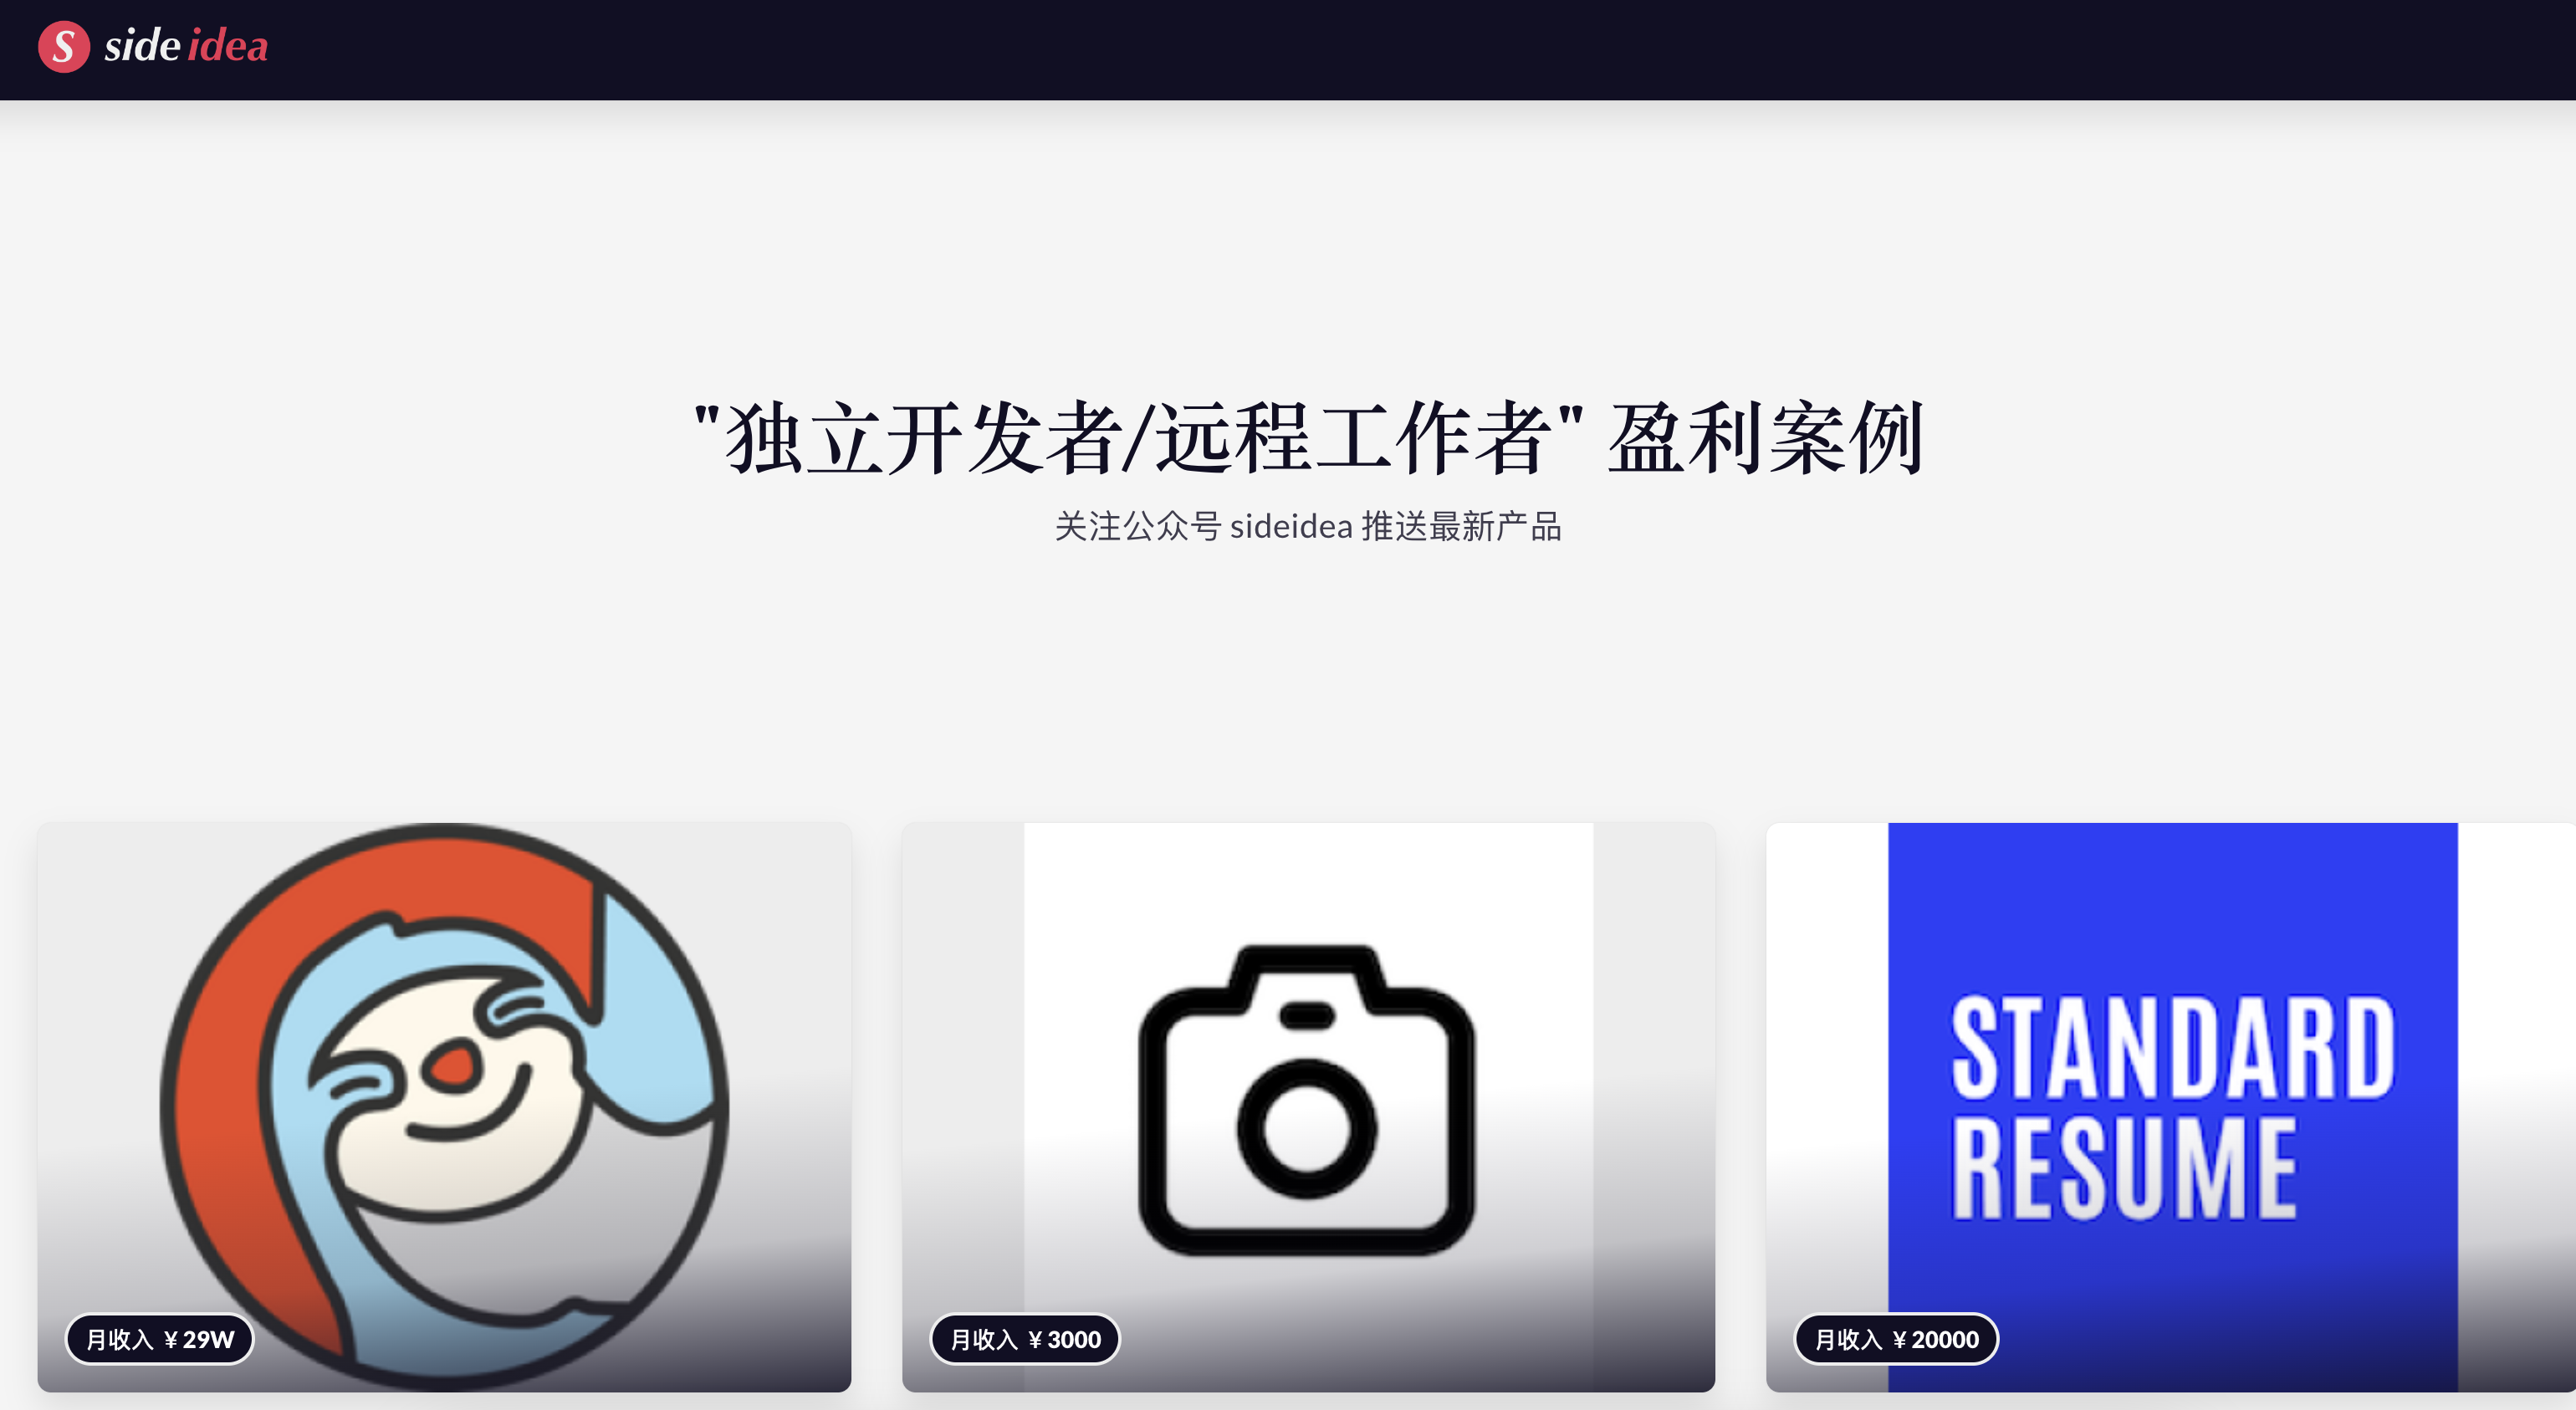 S side idea
"独立开发者/远程工作者" 盈利案例
关注公众号 sideidea 推送最新产品
STANDARD
RESUME
月收入 ¥29W
月收入 ¥3000
月收入 ¥20000